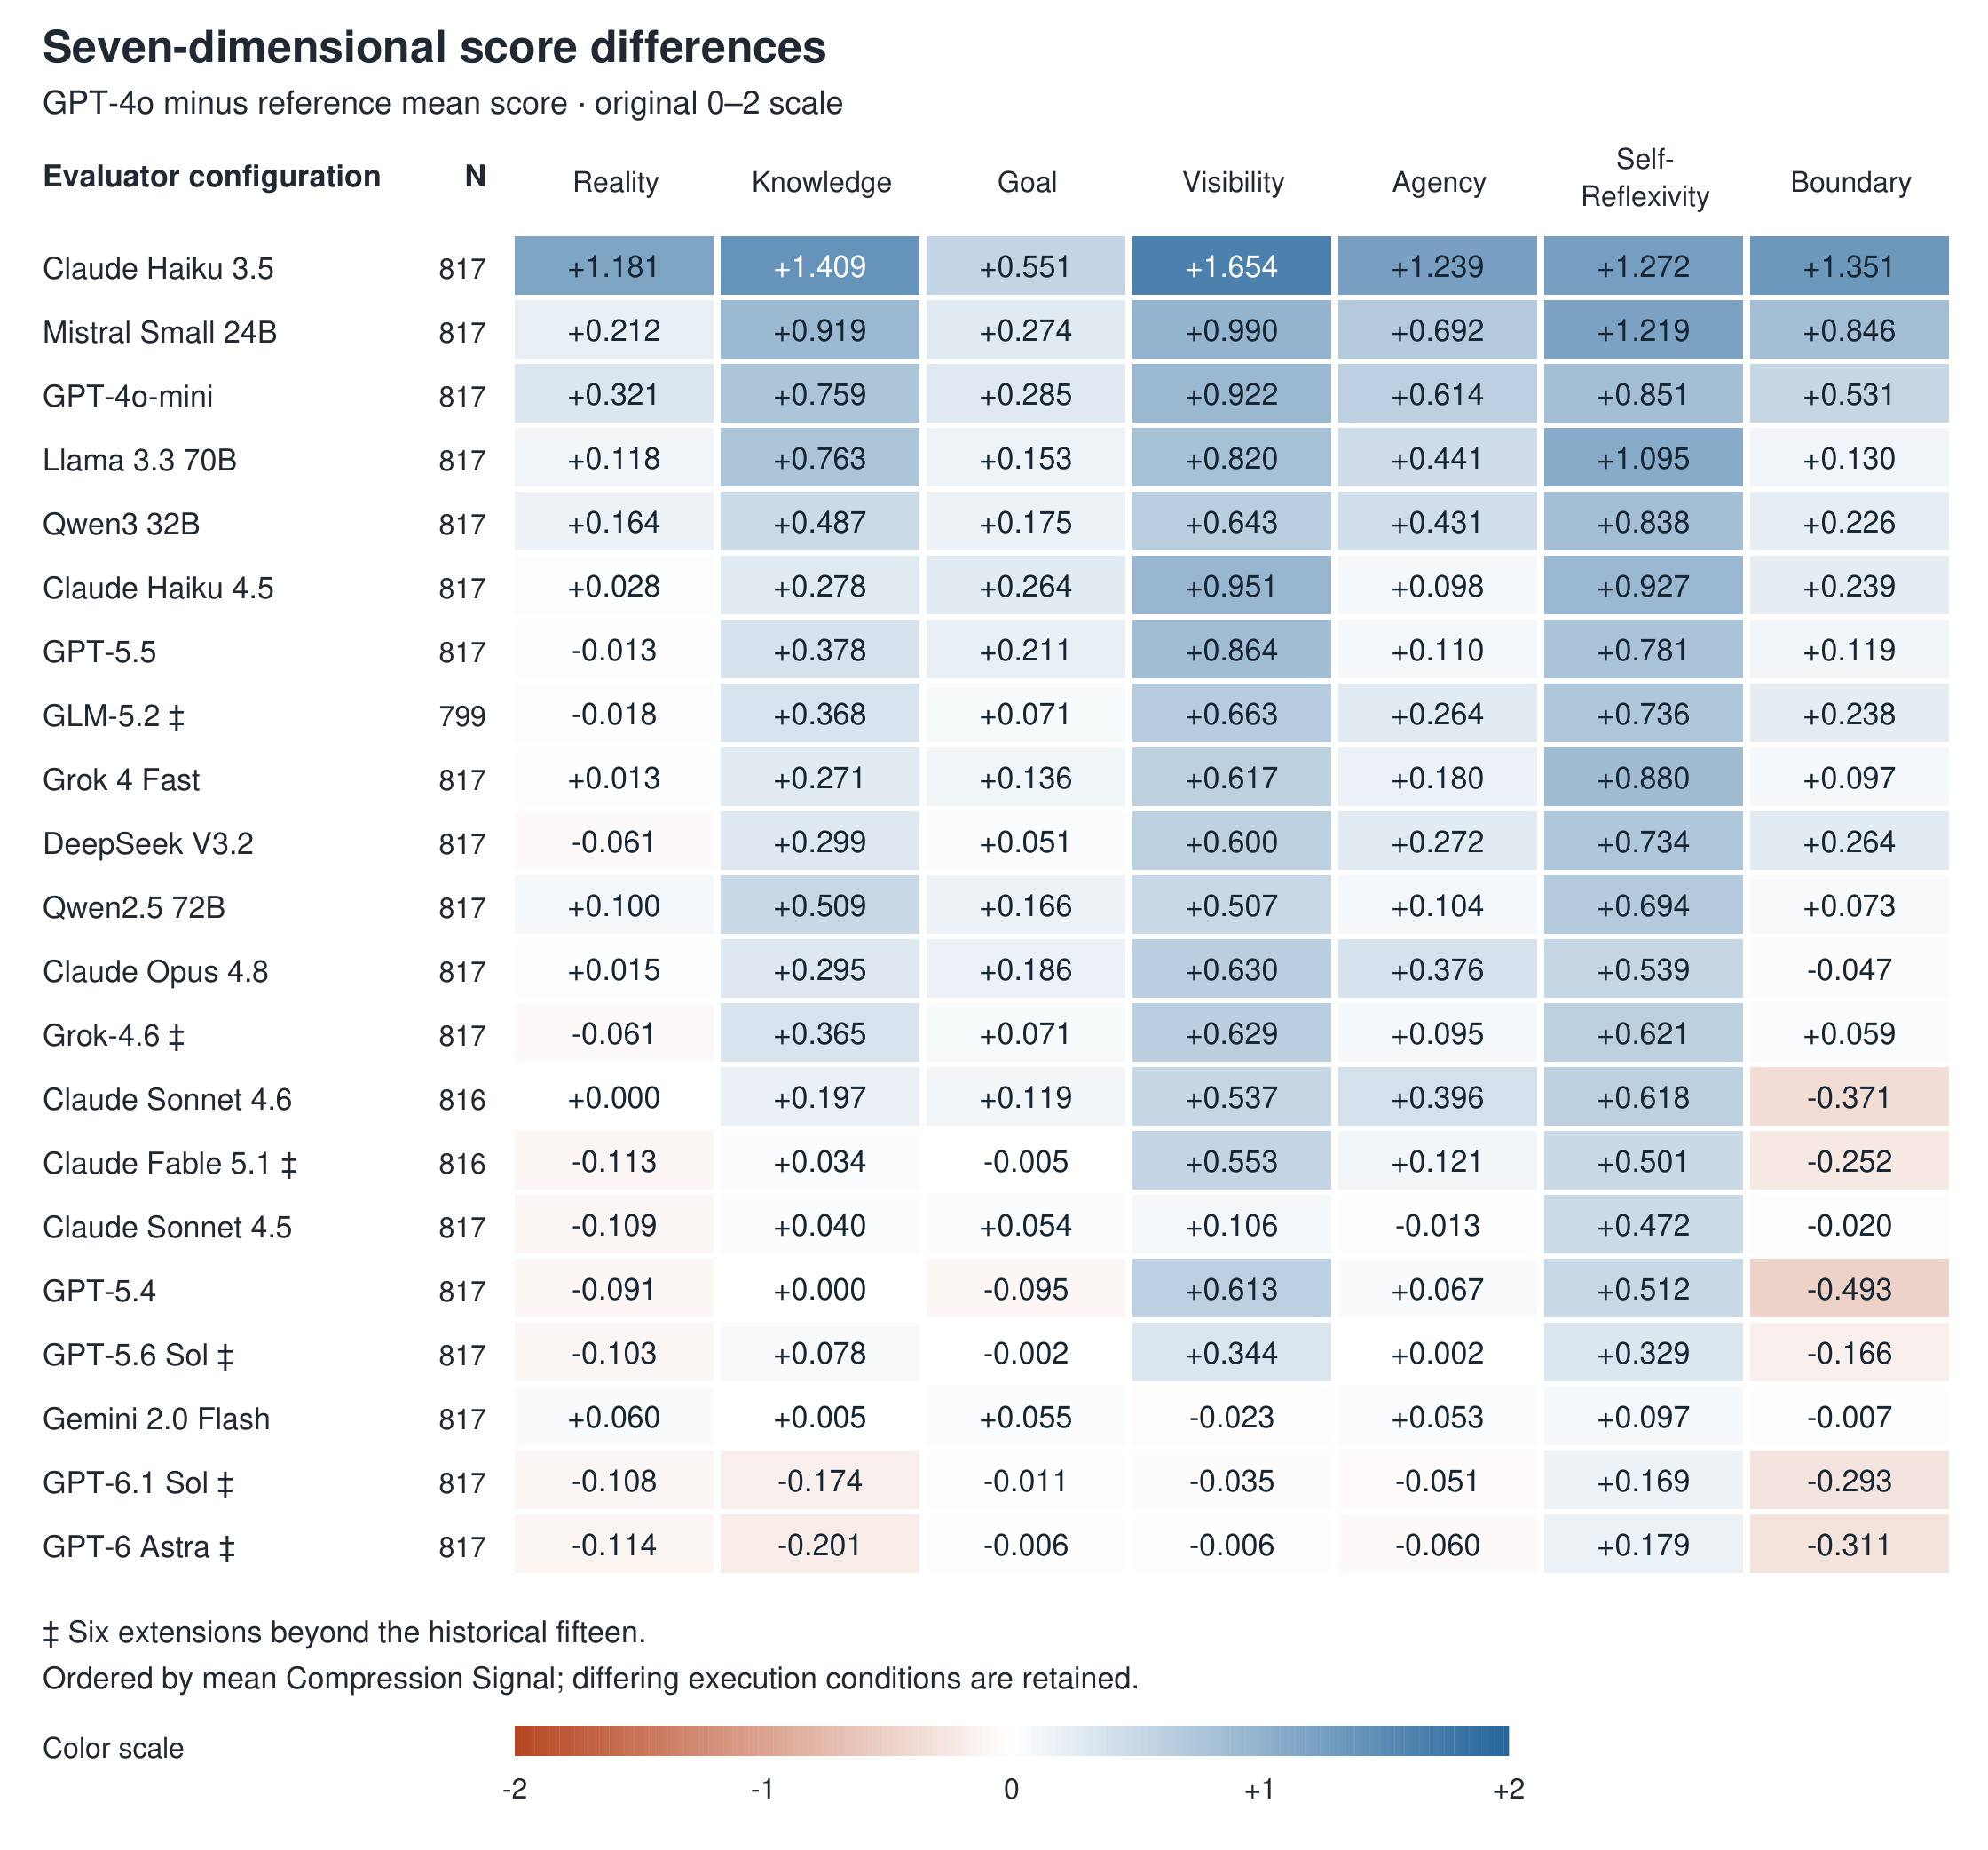 Seven-dimensional score differences
GPT-4o minus reference mean score · original 0–2 scale
Evaluator configuration N Reality Knowledge Goal Visibility Agency Self-Reflexivity Boundary
Claude Haiku 3.5 817 +1.181 +1.409 +0.551 +1.654 +1.239 +1.272 +1.351
Mistral Small 24B 817 +0.212 +0.919 +0.274 +0.990 +0.692 +1.219 +0.846
GPT-4o-mini 817 +0.321 +0.759 +0.285 +0.922 +0.614 +0.851 +0.531
Llama 3.3 70B 817 +0.118 +0.763 +0.153 +0.820 +0.441 +1.095 +0.130
Qwen3 32B 817 +0.164 +0.487 +0.175 +0.643 +0.431 +0.838 +0.226
Claude Haiku 4.5 817 +0.028 +0.278 +0.264 +0.951 +0.098 +0.927 +0.239
GPT-5.5 817 -0.013 +0.378 +0.211 +0.864 +0.110 +0.781 +0.119
GLM-5.2 ‡ 799 -0.018 +0.368 +0.071 +0.663 +0.264 +0.736 +0.238
Grok 4 Fast 817 +0.013 +0.271 +0.136 +0.617 +0.180 +0.880 +0.097
DeepSeek V3.2 817 -0.061 +0.299 +0.051 +0.600 +0.272 +0.734 +0.264
Qwen2.5 72B 817 +0.100 +0.509 +0.166 +0.507 +0.104 +0.694 +0.073
Claude Opus 4.8 817 +0.015 +0.295 +0.186 +0.630 +0.376 +0.539 -0.047
Grok-4.6 ‡ 817 -0.061 +0.365 +0.071 +0.629 +0.095 +0.621 +0.059
Claude Sonnet 4.6 816 +0.000 +0.197 +0.119 +0.537 +0.396 +0.618 -0.371
Claude Fable 5.1 ‡ 816 -0.113 +0.034 -0.005 +0.553 +0.121 +0.501 -0.252
Claude Sonnet 4.5 817 -0.109 +0.040 +0.054 +0.106 -0.013 +0.472 -0.020
GPT-5.4 817 -0.091 +0.000 -0.095 +0.613 +0.067 +0.512 -0.493
GPT-5.6 Sol ‡ 817 -0.103 +0.078 -0.002 +0.344 +0.002 +0.329 -0.166
Gemini 2.0 Flash 817 +0.060 +0.005 +0.055 -0.023 +0.053 +0.097 -0.007
GPT-6.1 Sol ‡ 817 -0.108 -0.174 -0.011 -0.035 -0.051 +0.169 -0.293
GPT-6 Astra ‡ 817 -0.114 -0.201 -0.006 -0.006 -0.060 +0.179 -0.311
‡ Six extensions beyond the historical fifteen.
Ordered by mean Compression Signal; differing execution conditions are retained.
Color scale
-2 -1 0 +1 +2